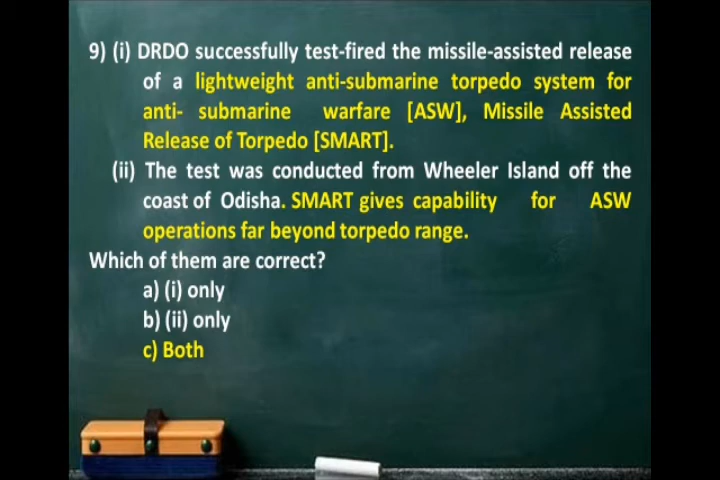 9) (i) DRDO successfully test-fired the missile-assisted release
of a lightweight anti-submarine torpedo system for
anti- submarine warfare [ASW], Missile Assisted
Release of Torpedo [SMART].
(ii) The test was conducted from Wheeler Island off the
coast of Odisha. SMART gives capability for ASW
operations far beyond torpedo range.
Which of them are correct?
a) (i) only
b) (ii) only
c) Both